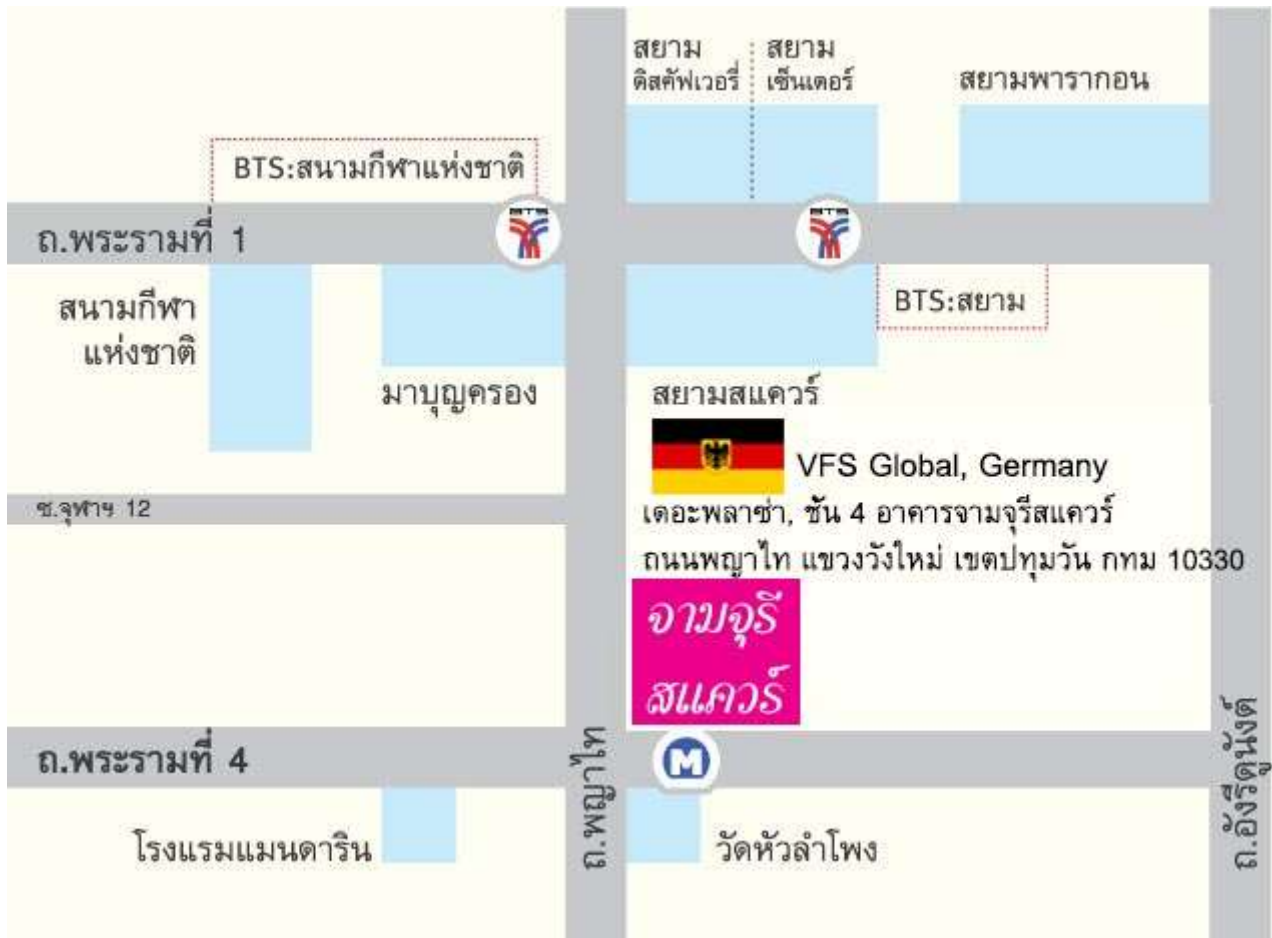 สยาม
ดิสคัฟเวอรี่
สยาม
เซ็นเตอร์
สยามพารากอน
BTS:สนามกีฬาแห่งชาติ
BTS
BTS
ถ.พระรามที่ 1
สนามกีฬา
แห่งชาติ
BTS:สยาม
มาบุญครอง
สยามสแควร์
VFS Global, Germany
ซ.จุฬาฯ 12
เดอะพลาซ่า, ชั้น 4 อาคารจามจุรีสแควร์
ถนนพญาไท แขวงวังใหม่ เขตปทุมวัน กทม 10330
จามจุรี
สแควร์
ถ.พระรามที่ 4
M
ถ.พญาไท
ถ.อังรีดูนังต์
โรงแรมแมนดาริน
วัดหัวลำโพง